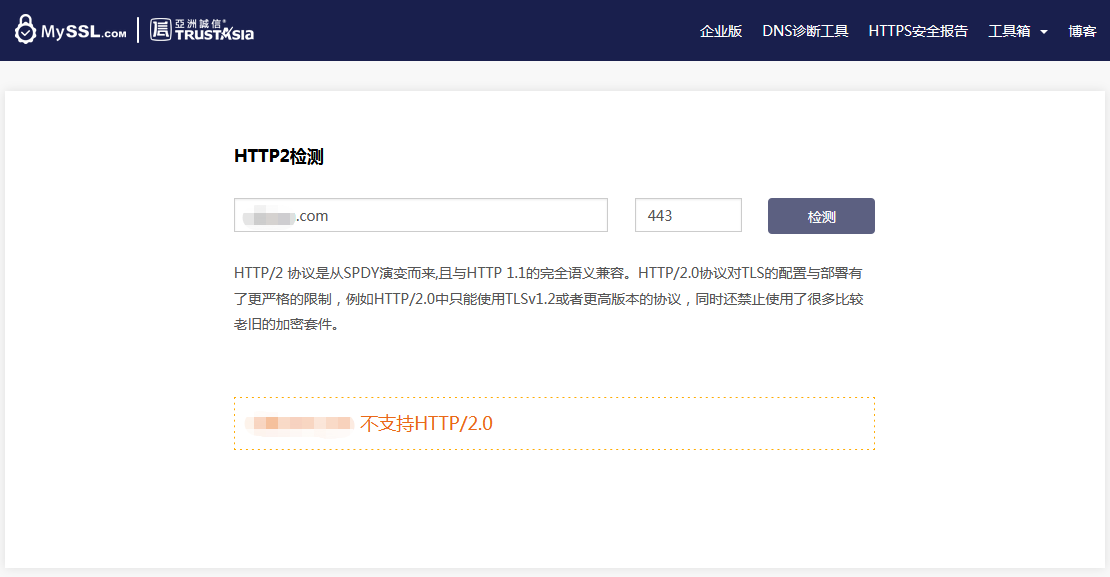 MySSL.com 亞洲誠信® TRUSTAsia 企业版 DNS诊断工具 HTTPS安全报告 工具箱 博客
HTTP2检测
.com 443 检测
HTTP/2 协议是从SPDY演变而来,且与HTTP 1.1的完全语义兼容。HTTP/2.0协议对TLS的配置与部署有
了更严格的限制，例如HTTP/2.0中只能使用TLSv1.2或者更高版本的协议，同时还禁止使用了很多比较
老旧的加密套件。
不支持HTTP/2.0